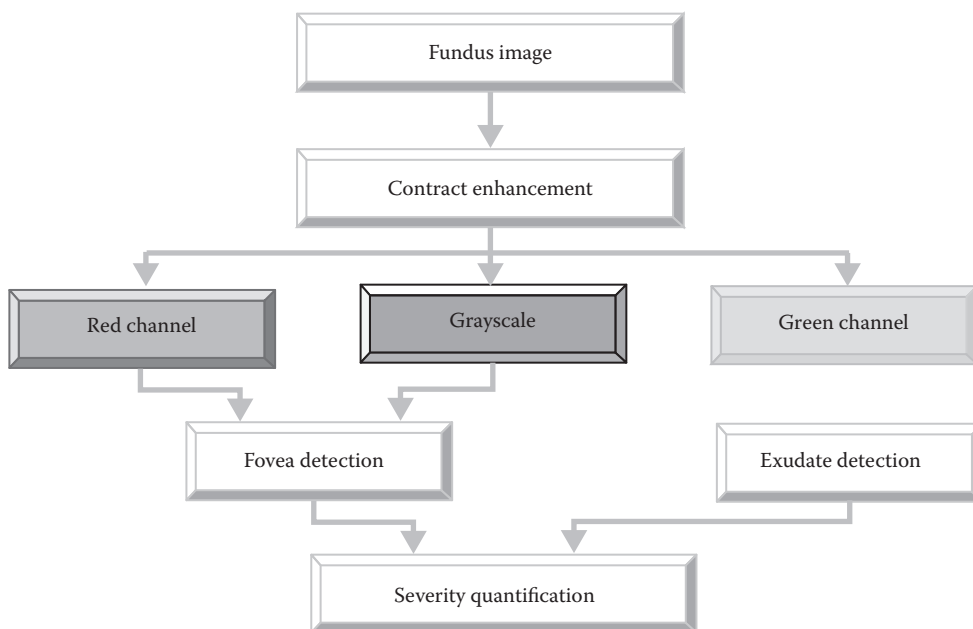 Fundus image
Contract enhancement
Red channel
Grayscale
Green channel
Fovea detection
Exudate detection
Severity quantification